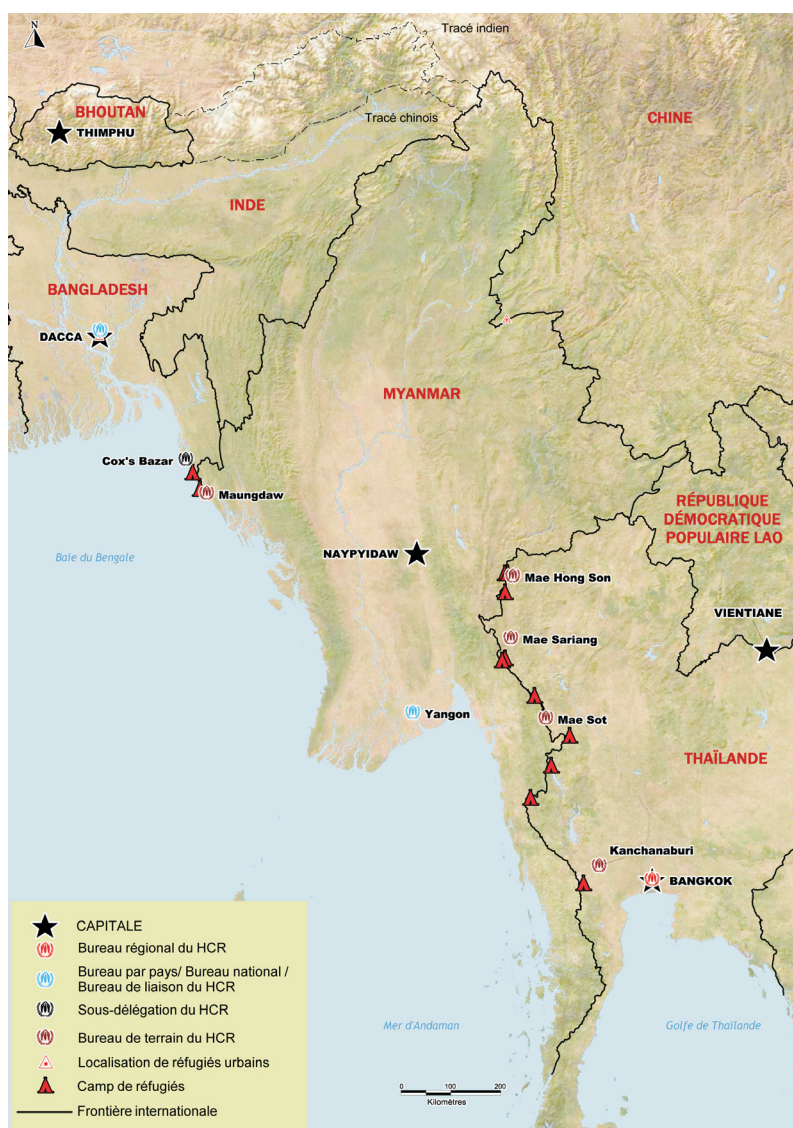 N
Tracé indien
BHOUTAN
THIMPHU
Tracé chinois
CHINE
INDE
BANGLADESH
DACCA
MYANMAR
Cox's Bazar
Maungdaw
RÉPUBLIQUE
DÉMOCRATIQUE
POPULAIRE LAO
Baie du Bengale
NAYPYIDAW
Mae Hong Son
VIENTIANE
Mae Sariang
Yangon
Mae Sot
THAÏLANDE
Kanchanaburi
BANGKOK
CAPITALE
Bureau régional du HCR
Bureau par pays/ Bureau national /
Bureau de liaison du HCR
Sous-délégation du HCR
Bureau de terrain du HCR
Localisation de réfugiés urbains
Camp de réfugiés
Frontière internationale
Mer d'Andaman
Golfe de Thaïlande
0 100 200
Kilomètres